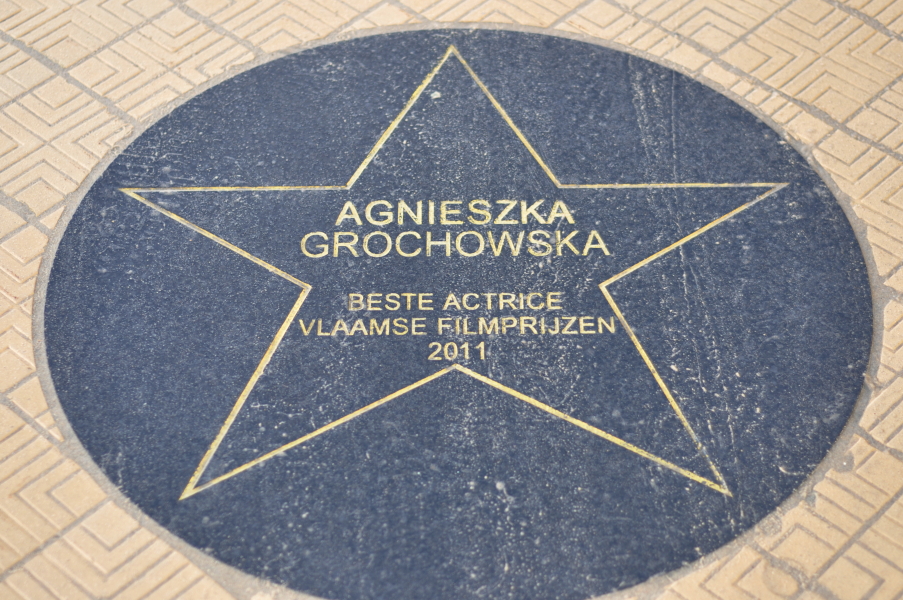 AGNIESZKA
GROCHOWSKA
BESTE ACTRICE
VLAAMSE FILMPRIJZEN
2011